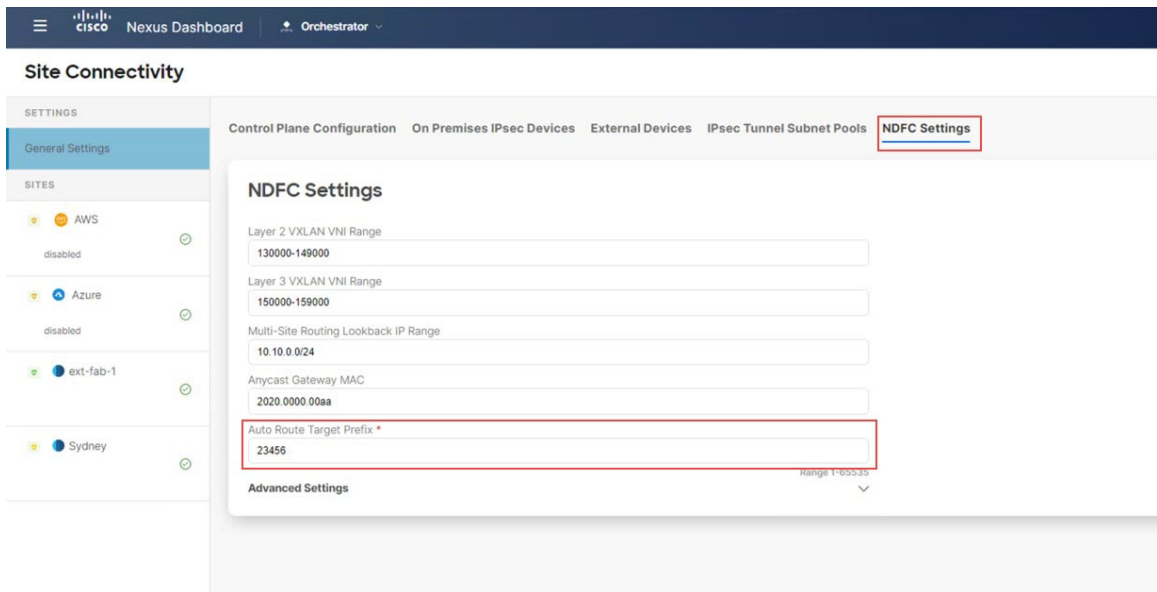 cisco Nexus Dashboard Orchestrator
Site Connectivity
SETTINGS
General Settings
SITES
AWS
disabled
Azure
disabled
ext-fab-1
Sydney
Control Plane Configuration On Premises IPsec Devices External Devices IPsec Tunnel Subnet Pools NDFC Settings
NDFC Settings
Layer 2 VXLAN VNI Range
130000-149000
Layer 3 VXLAN VNI Range
150000-159000
Multi-Site Routing Lookback IP Range
10.10.0.0/24
Anycast Gateway MAC
2020.0000.00aa
Auto Route Target Prefix *
23456
Range 1-65535
Advanced Settings